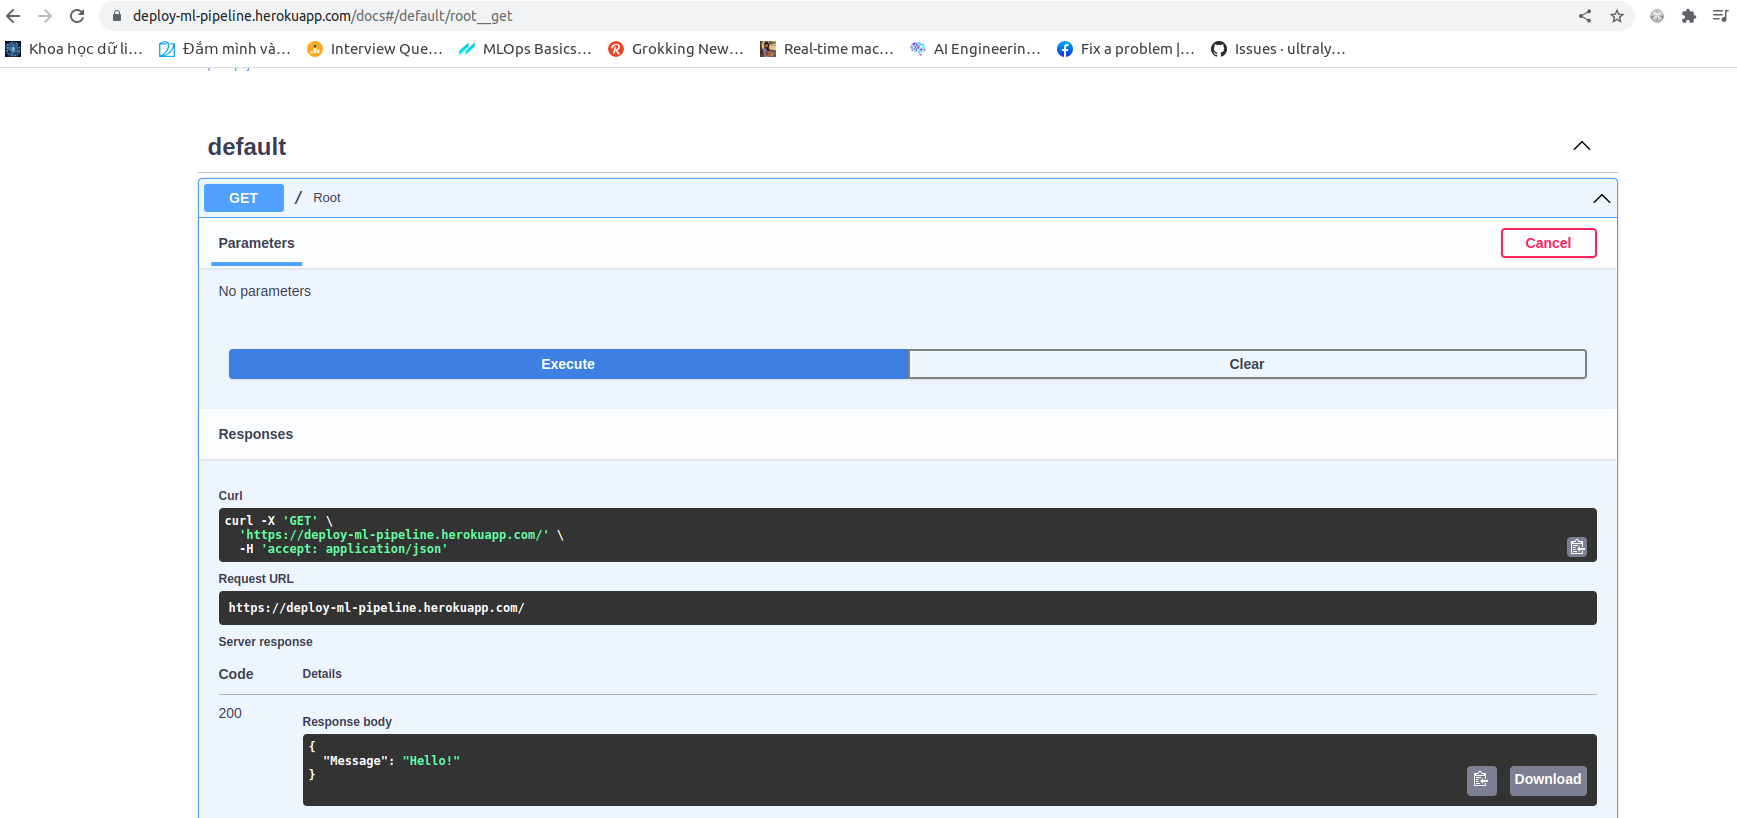 deploy-ml-pipeline.herokuapp.com/docs#/default/root__get
Khoa học dữ li... Đắm mình và... Interview Que... MLOps Basics... Grokking New... Real-time mac... AI Engineerin... Fix a problem |... Issues · ultraly...
default
GET / Root
Parameters Cancel
No parameters
Execute Clear
Responses
Curl
curl -X 'GET' \
'https://deploy-ml-pipeline.herokuapp.com/' \
-H 'accept: application/json'
Request URL
https://deploy-ml-pipeline.herokuapp.com/
Server response
Code Details
200
Response body
{
"Message": "Hello!"
}
Download